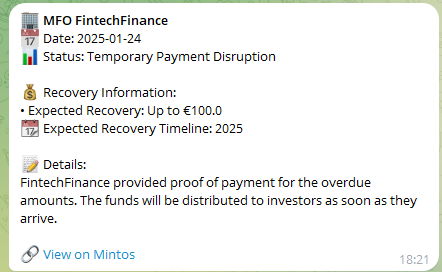 MFO FintechFinance
Date: 2025-01-24
Status: Temporary Payment Disruption
Recovery Information:
• Expected Recovery: Up to €100.0
Expected Recovery Timeline: 2025
Details:
FintechFinance provided proof of payment for the overdue
amounts. The funds will be distributed to investors as soon as they
arrive.
View on Mintos
18:21